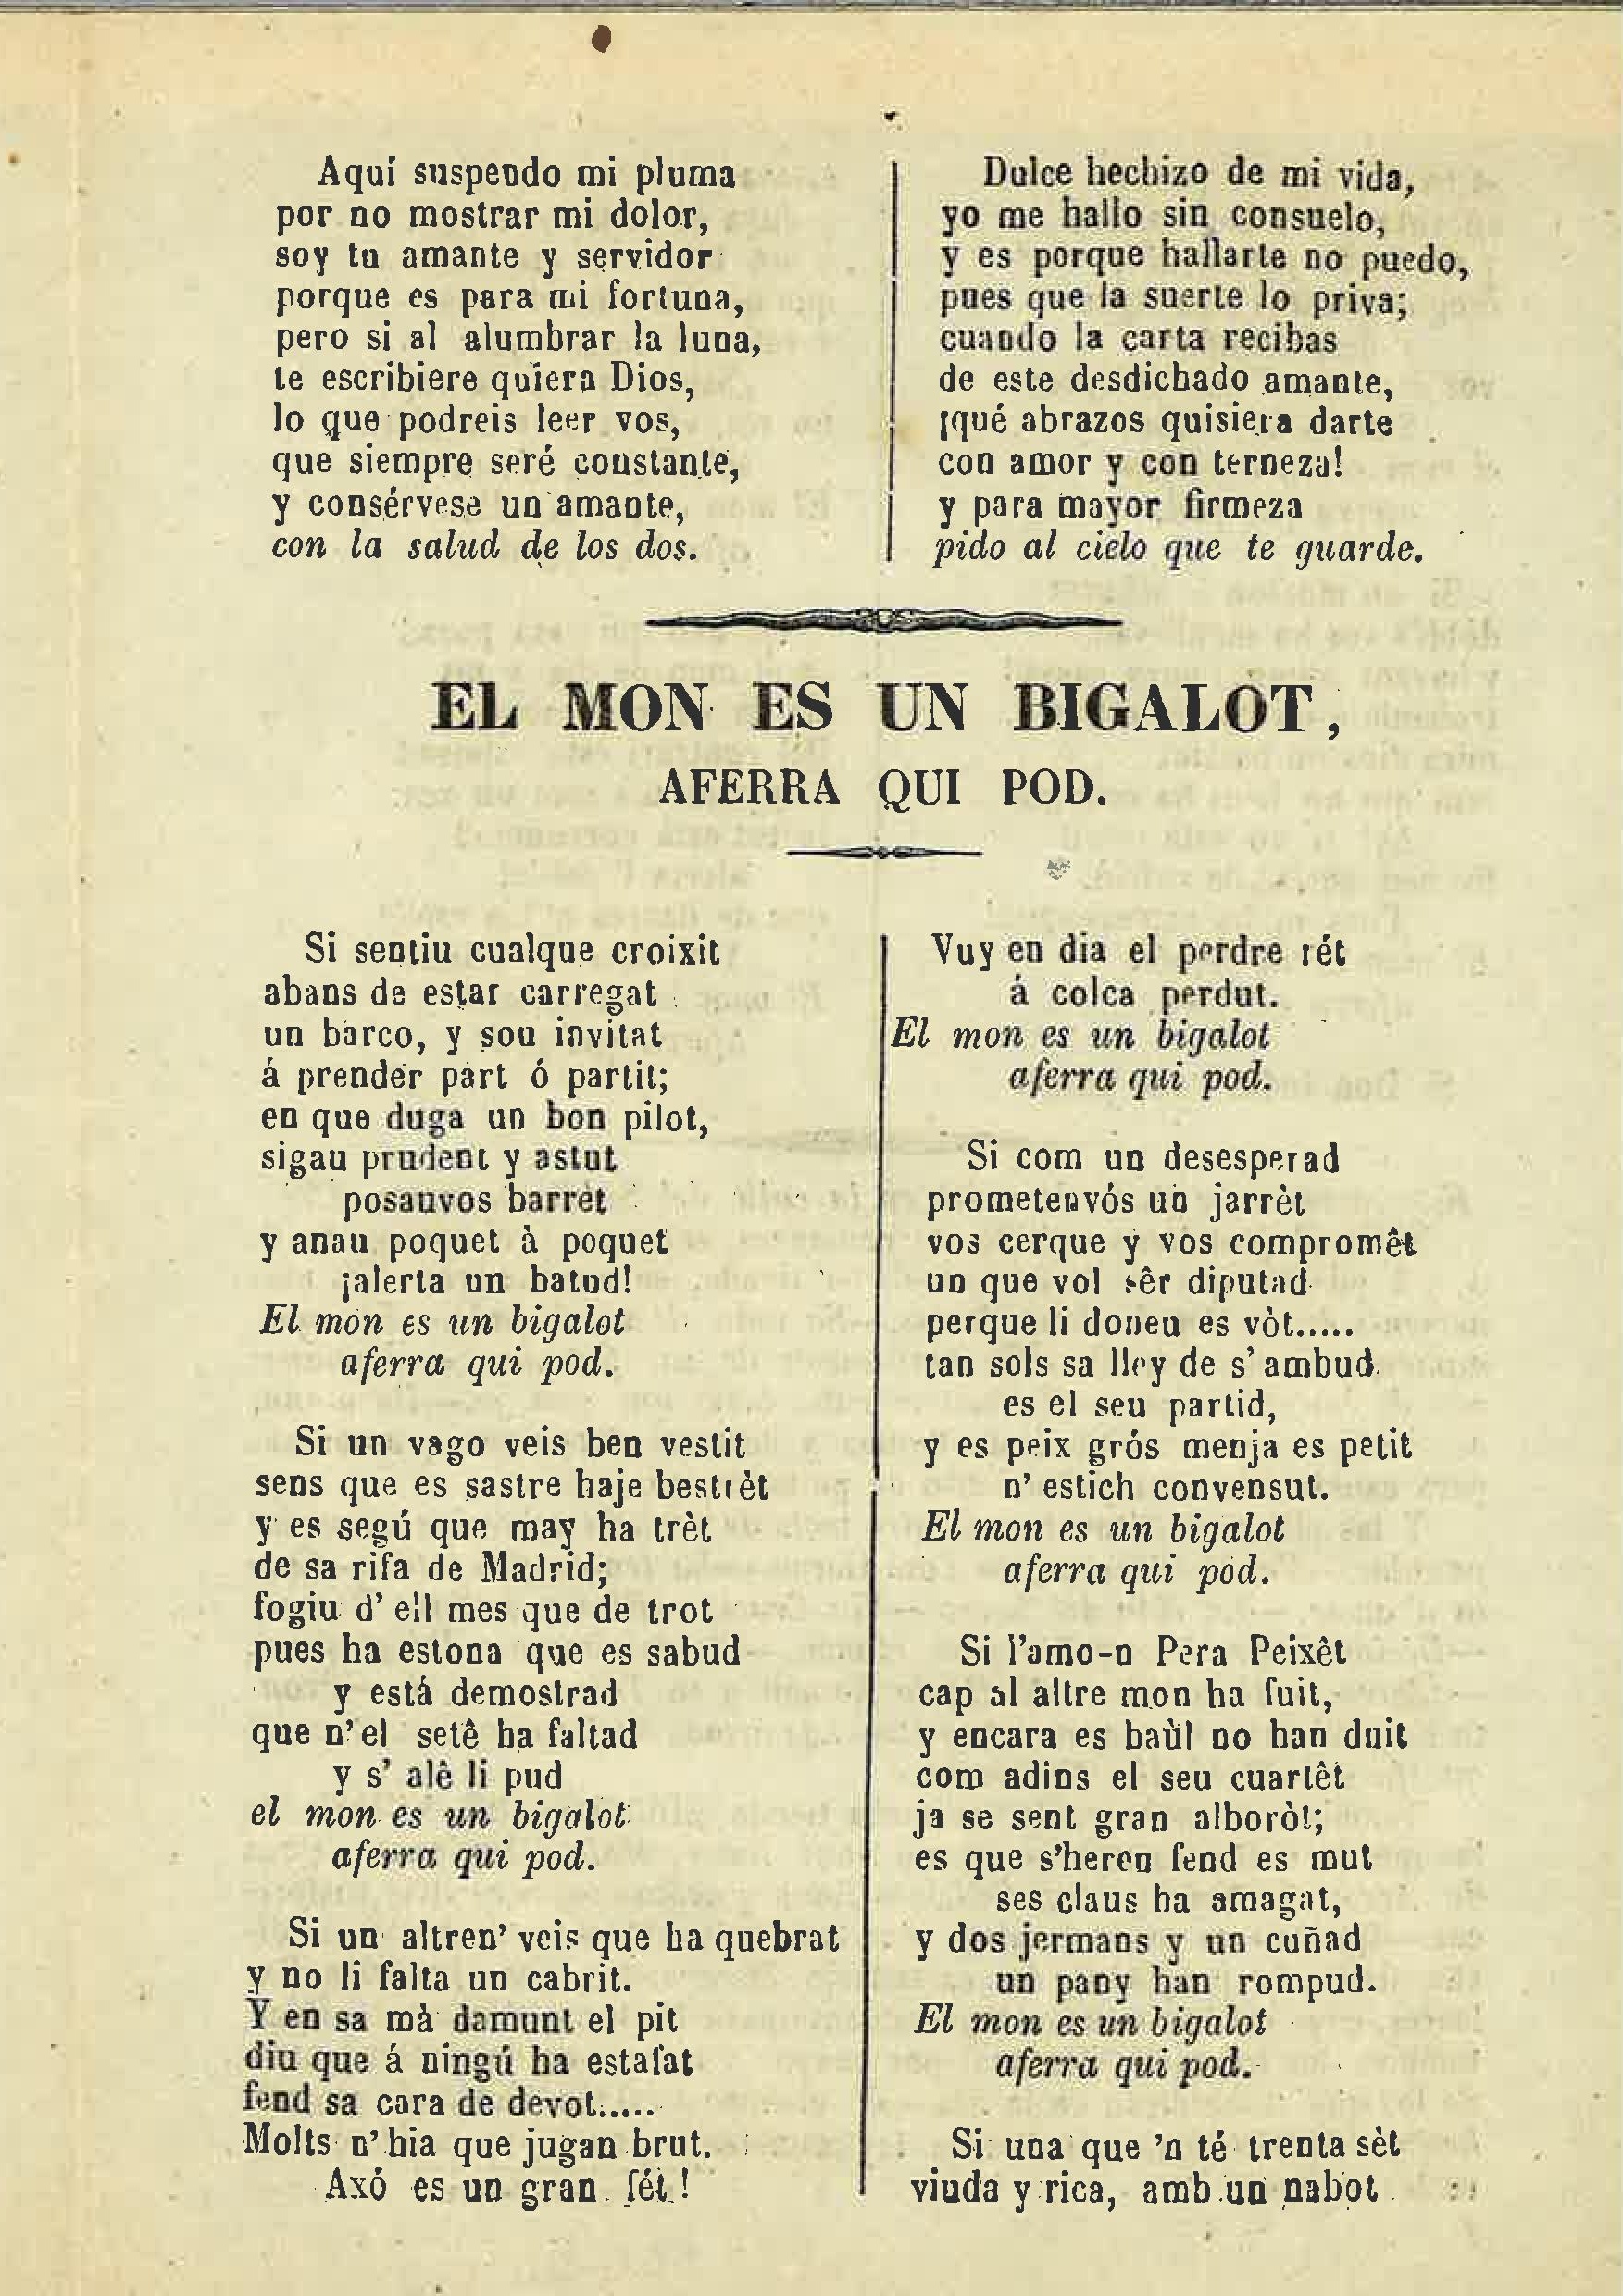 Aquí suspendo mi pluma
por no mostrar mi dolor,
soy tu amante y servidor
porque es para mi fortuna,
pero si al alumbrar la luna,
te escribiere quiera Dios,
lo que podreis leer vos,
que siempre seré constante,
y consérvese un amante,
con la salud de los dos.
Dulce hechizo de mi vida,
yo me hallo sin consuelo,
y es porque hallarte no puedo,
pues que la suerte lo priva;
cuando la carta recibas
de este desdichado amante,
¡qué abrazos quisiera darte
con amor y con terneza!
y para mayor firmeza
pido al cielo que te guarde.
EL MON ES UN BIGALOT,
AFERRA QUI POD.
Si sentiu cualque croixit
abans de estar carregat
un barco, y sou invitat
á prender part ó partit;
en que duga un bon pilot,
sigau prudent y astut
posauvos barret
y anau poquet à poquet
¡alerta un batud!
El mon es un bigalot
aferra qui pod.
Si un vago veis ben vestit
sens que es sastre haje bestrèt
y es segú que may ha trèt
de sa rifa de Madrid;
fogiu d' ell mes que de trot
pues ha estona que es sabud
y está demostrad
que n' el setê ha faltad
y s' alê li pud
el mon es un bigalot
aferra qui pod.
Si un altren' veis que ha quebrat
y no li falta un cabrit.
Y en sa mà damunt el pit
diu que á ningú ha estafat
fend sa cara de devot.....
Molts n' hia que jugan brut.
Axó es un gran fét!
Vuy en dia el perdre rét
á colca perdut.
El mon es un bigalot
aferra qui pod.
Si com un desesperad
prometenvós un jarrèt
vos cerque y vos compromêt
un que vol sêr diputad
perque li doneu es vòt.....
tan sols sa lley de s' ambud
es el seu partid,
y es peix grós menja es petit
n' estich convensut.
El mon es un bigalot
aferra qui pod.
Si l'amo-n Pera Peixêt
cap al altre mon ha fuit,
y encara es baùl no han duit
com adins el seu cuartêt
ja se sent gran alboròt;
es que s'hereu fend es mut
ses claus ha amagat,
y dos jermans y un cuñad
un pany han rompud.
El mon es un bigalot
aferra qui pod.
Si una que 'n té trenta sèt
viuda y rica, amb un nabot